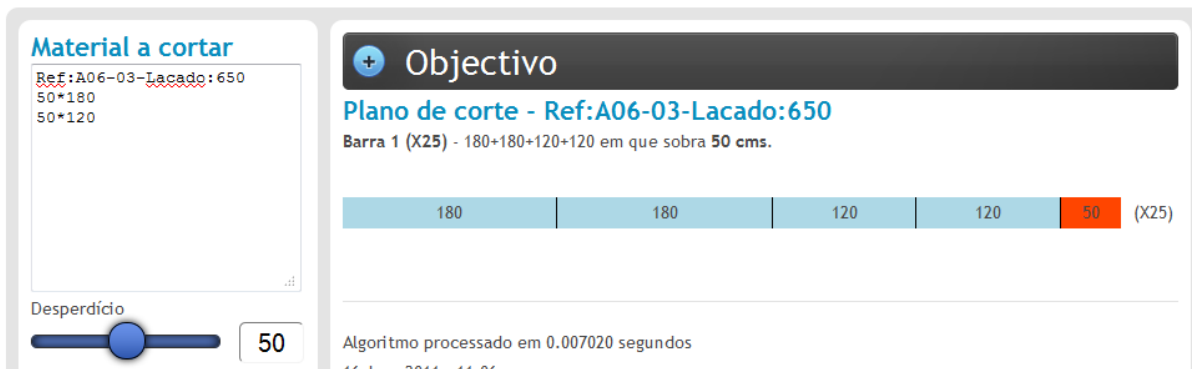 Material a cortar
Ref:A06-03-Lacado:650
50*180
50*120
Desperdício
50
+ Objectivo
Plano de corte - Ref:A06-03-Lacado:650
Barra 1 (X25) - 180+180+120+120 em que sobra 50 cms.
180 180 120 120 50 (X25)
Algoritmo processado em 0.007020 segundos